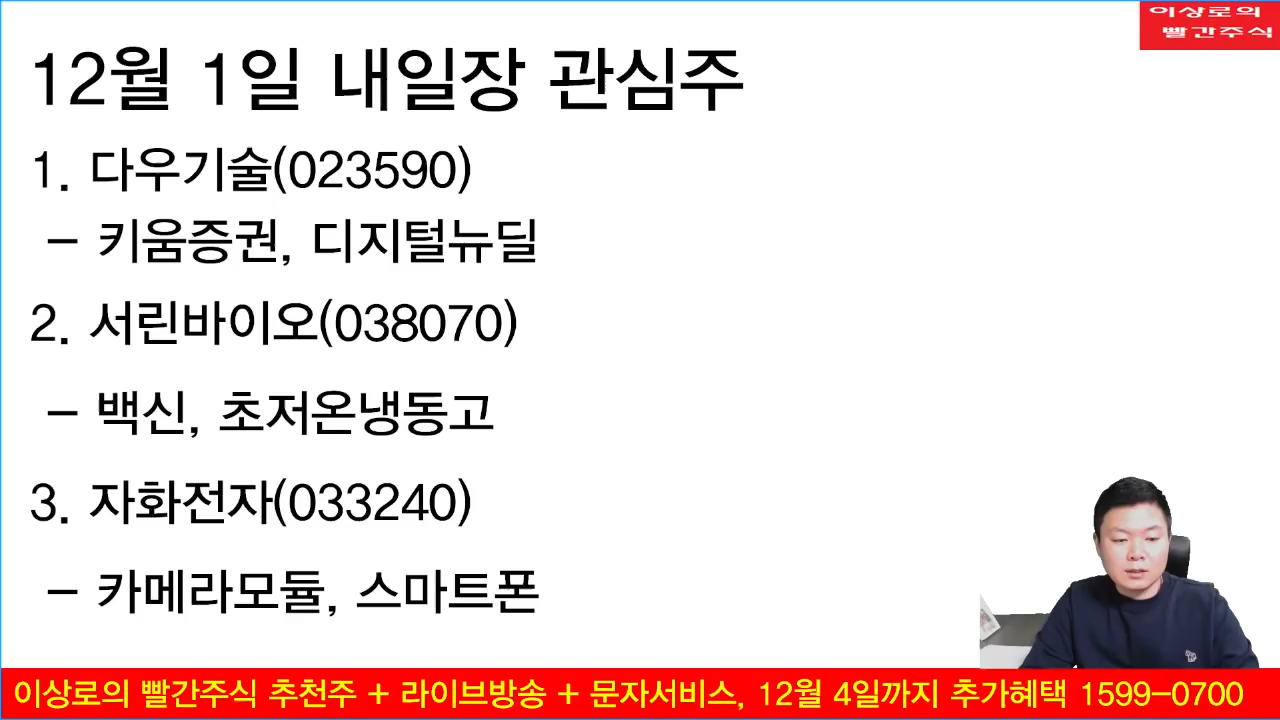 이상로의
빨간주식
12월 1일 내일장 관심주
1. 다우기술(023590)
- 키움증권, 디지털뉴딜
2. 서린바이오(038070)
- 백신, 초저온냉동고
3. 자화전자(033240)
- 카메라모듈, 스마트폰
이상로의 빨간주식 추천주 + 라이브방송 + 문자서비스, 12월 4일까지 추가혜택 1599-0700